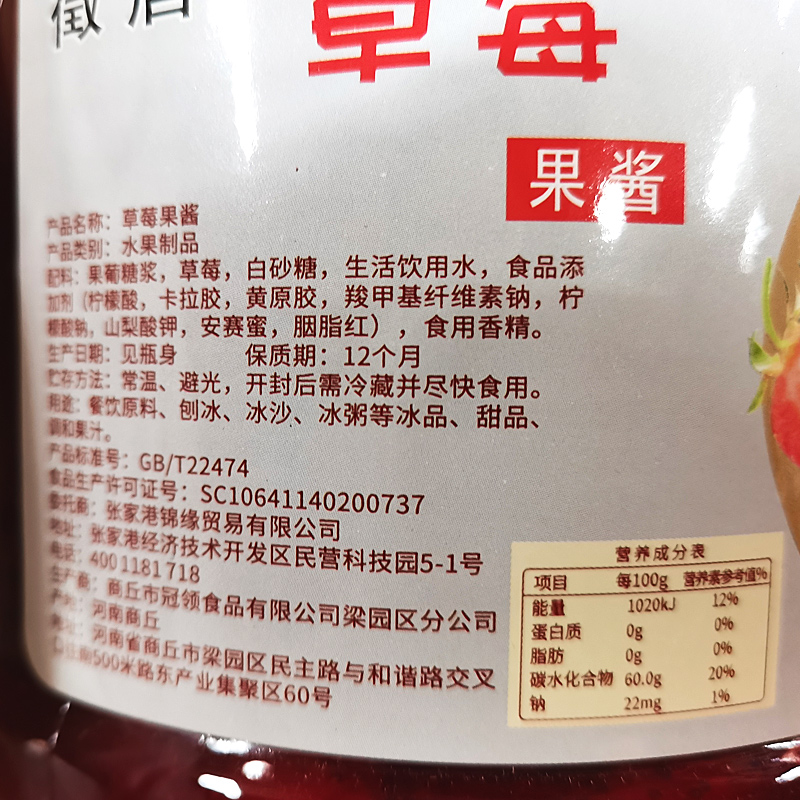 草莓
果酱
产品名称：草莓果酱
产品类别：水果制品
配料：果葡糖浆，草莓，白砂糖，生活饮用水，食品添
加剂（柠檬酸，卡拉胶，黄原胶，羧甲基纤维素钠，柠
檬酸钠，山梨酸钾，安赛蜜，胭脂红），食用香精。
生产日期：见瓶身 保质期：12个月
贮存方法：常温、避光，开封后需冷藏并尽快食用。
用途：餐饮原料、刨冰、冰沙、冰粥等冰品、甜品、
调和果汁。
产品标准号：GB/T22474
食品生产许可证号：SC10641140200737
委托商：张家港锦缘贸易有限公司
地址：张家港经济技术开发区民营科技园5-1号
电话：4001181718
生产商：商丘市冠领食品有限公司梁园区分公司
产地：河南商丘
地址：河南省商丘市梁园区民主路与和谐路交叉
口往南500米路东产业集聚区60号
营养成分表
项目 每100g 营养素参考值%
能量 1020kJ 12%
蛋白质 0g 0%
脂肪 0g 0%
碳水化合物 60.0g 20%
钠 22mg 1%